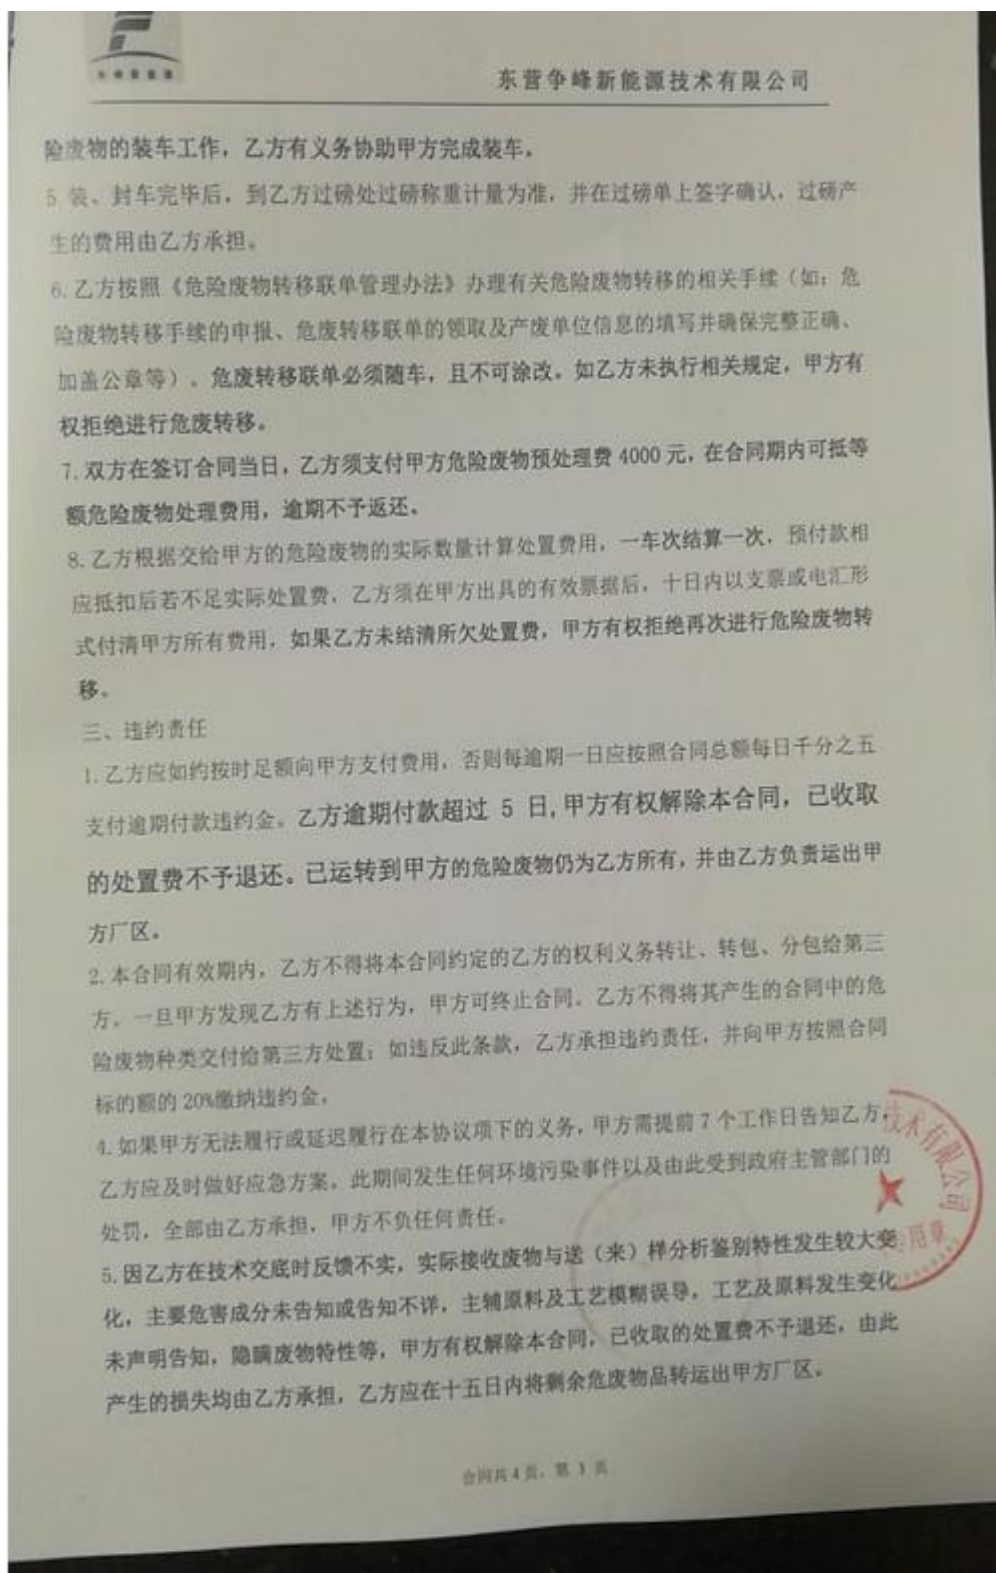 东营争峰新能源技术有限公司
险废物的装车工作，乙方有义务协助甲方完成装车。
5.装、封车完毕后，到乙方过磅处过磅称重计量为准，并在过磅单上签字确认，过磅产
生的费用由乙方承担。
6.乙方按照《危险废物转移联单管理办法》办理有关危险废物转移的相关手续（如：危
险废物转移手续的申报、危废转移联单的领取及产废单位信息的填写并确保完整正确、
加盖公章等）。危废转移联单必须随车，且不可涂改。如乙方未执行相关规定，甲方有
权拒绝进行危废转移。
7.双方在签订合同当日，乙方须支付甲方危险废物预处理费 4000 元，在合同期内可抵等
额危险废物处理费用，逾期不予返还。
8.乙方根据交给甲方的危险废物的实际数量计算处置费用，一车次结算一次，预付款相
应抵扣后若不足实际处置费，乙方须在甲方出具的有效票据后，十日内以支票或电汇形
式付清甲方所有费用，如果乙方未结清所欠处置费，甲方有权拒绝再次进行危险废物转
移。
三、违约责任
1.乙方应如约按时足额向甲方支付费用，否则每逾期一日应按照合同总额每日千分之五
支付逾期付款违约金。乙方逾期付款超过 5 日,甲方有权解除本合同，已收取
的处置费不予退还。已运转到甲方的危险废物仍为乙方所有，并由乙方负责运出甲
方厂区。
2.本合同有效期内，乙方不得将本合同约定的乙方的权利义务转让、转包、分包给第三
方。一旦甲方发现乙方有上述行为，甲方可终止合同。乙方不得将其产生的合同中的危
险废物种类交付给第三方处置；如违反此条款，乙方承担违约责任，并向甲方按照合同
标的额的 20%缴纳违约金。
4.如果甲方无法履行或延迟履行在本协议项下的义务，甲方需提前 7 个工作日告知乙方，
乙方应及时做好应急方案。此期间发生任何环境污染事件以及由此受到政府主管部门的
处罚，全部由乙方承担，甲方不负任何责任。
5.因乙方在技术交底时反馈不实，实际接收废物与送（来）样分析鉴别特性发生较大变
化，主要危害成分未告知或告知不详，主辅原料及工艺模糊误导，工艺及原料发生变化
未声明告知，隐瞒废物特性等，甲方有权解除本合同，已收取的处置费不予退还，由此
产生的损失均由乙方承担，乙方应在十五日内将剩余危废物品转运出甲方厂区。
技术有限公司
用章
合同共 4 页，第 3 页